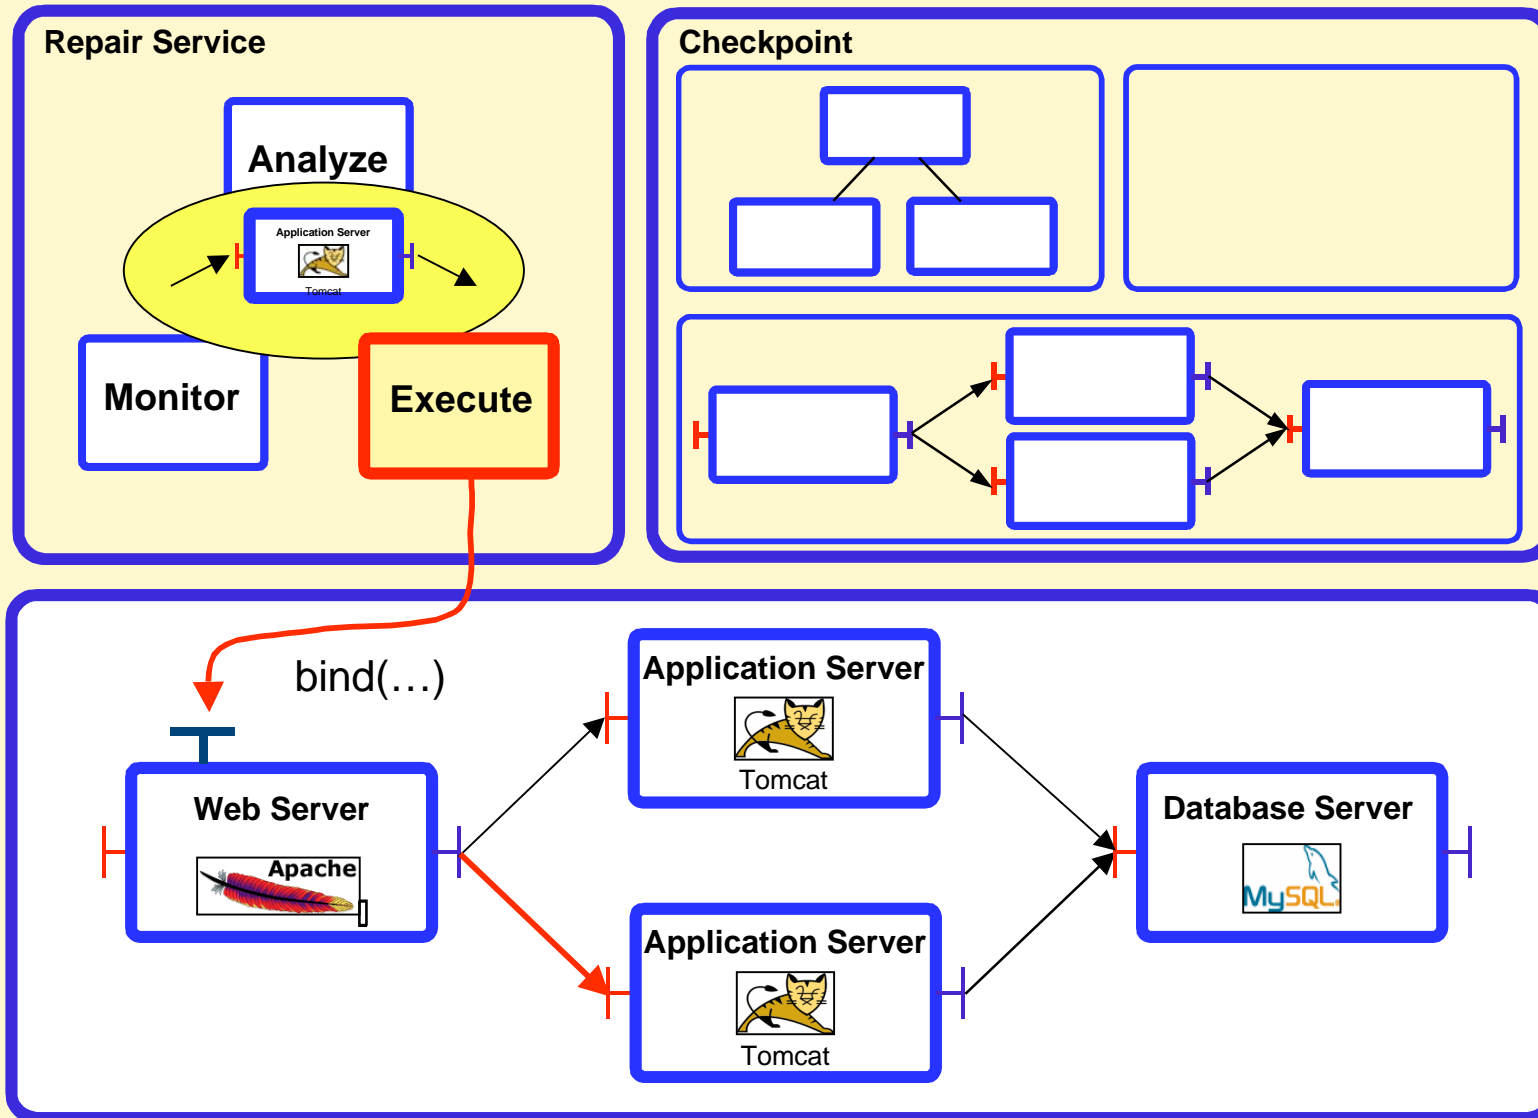 Repair Service
Analyze
Application Server
Tomcat
Monitor
Execute
Checkpoint
bind(…)
Web Server
Apache
Application Server
Tomcat
Application Server
Tomcat
Database Server
MySQL